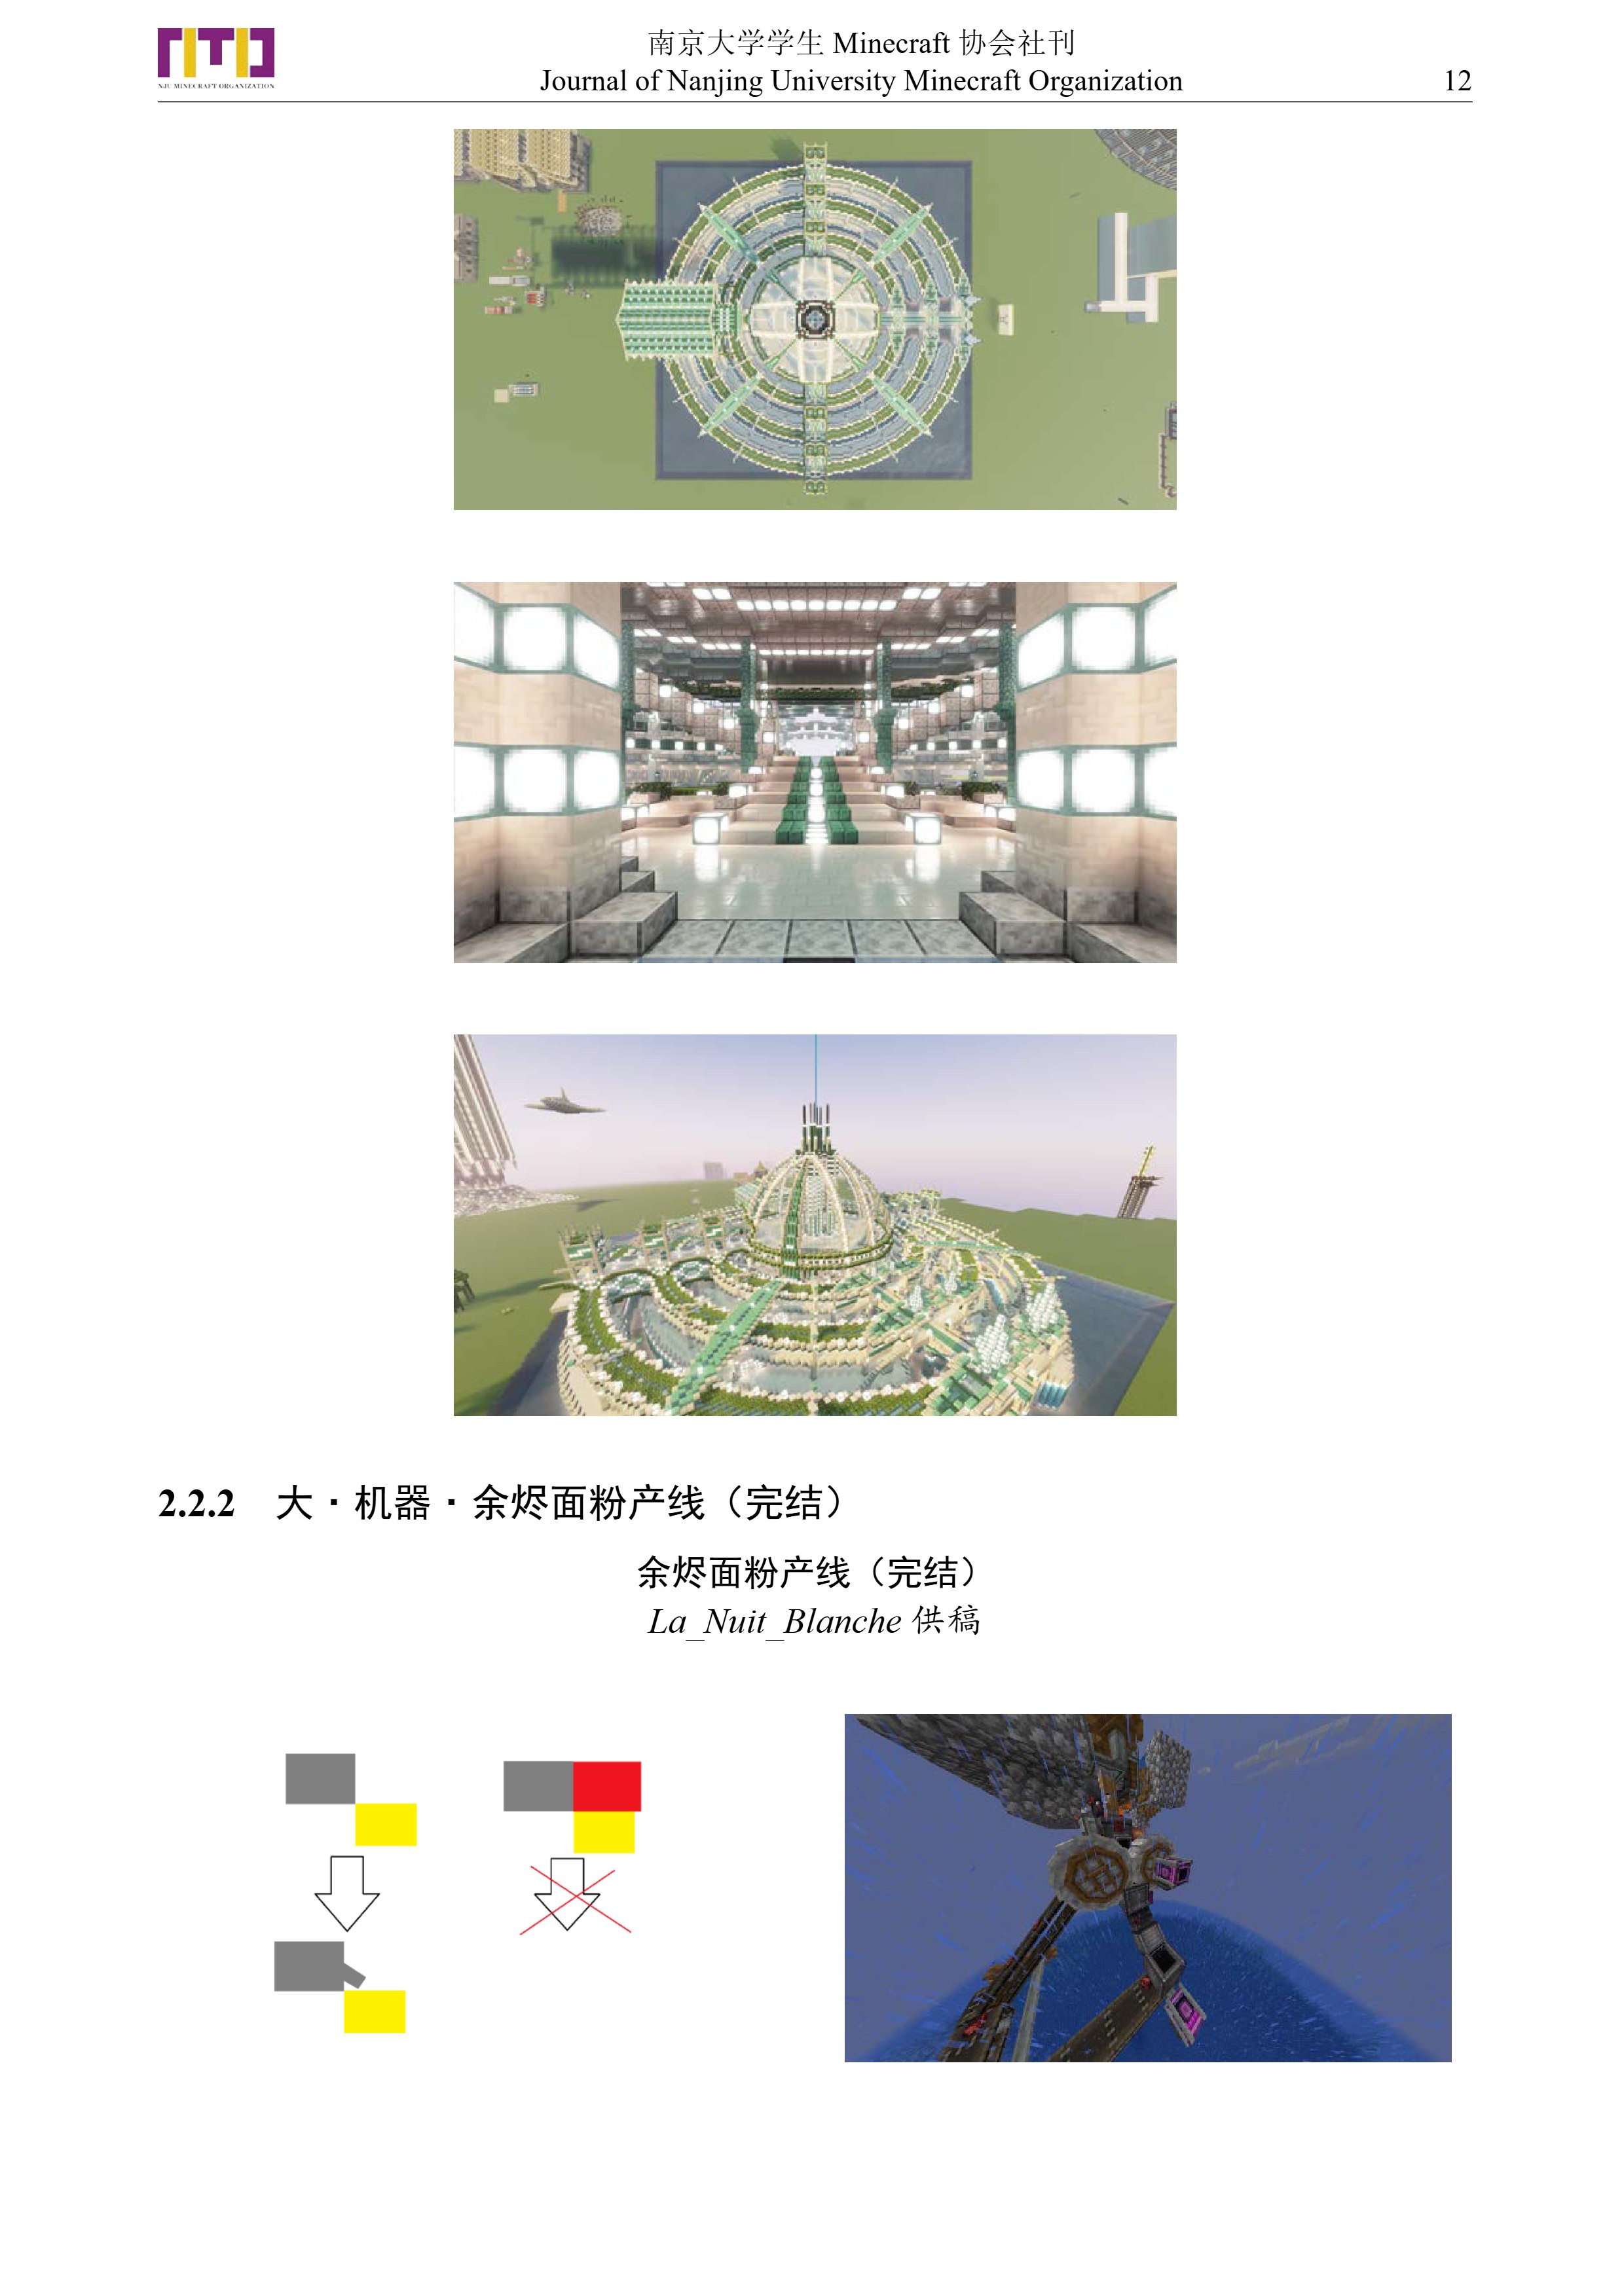 NJU MINECRAFT ORGANIZATION
南京大学学生 Minecraft 协会社刊
Journal of Nanjing University Minecraft Organization
12
2.2.2 大·机器·余烬面粉产线（完结）
余烬面粉产线（完结）
La_Nuit_Blanche 供稿